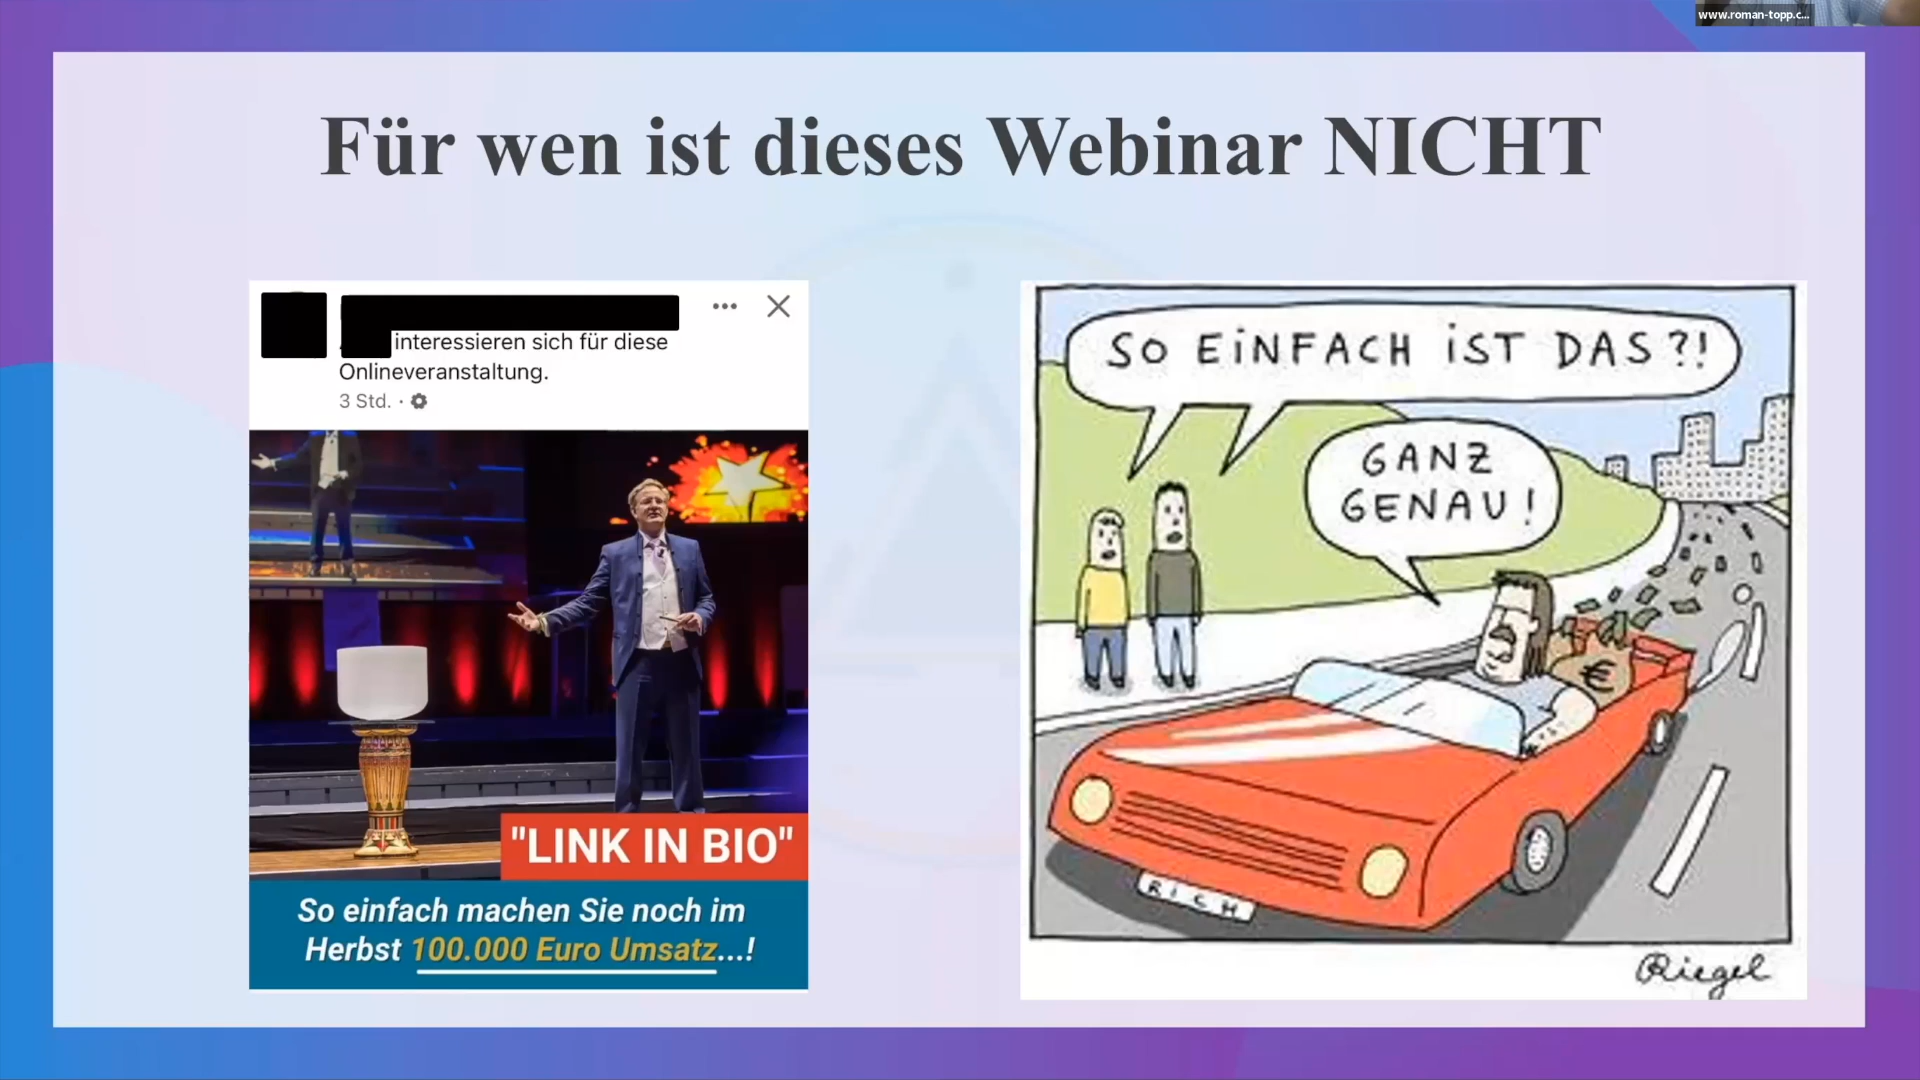 www.roman-topp.c...
Für wen ist dieses Webinar NICHT
interessieren sich für diese
Onlineveranstaltung.
3 Std. ·
"LINK IN BIO"
So einfach machen Sie noch im
Herbst 100.000 Euro Umsatz...!
SO EiNFACH iST DAS?!
GANZ
GENAU!
€
RICH
Riegel